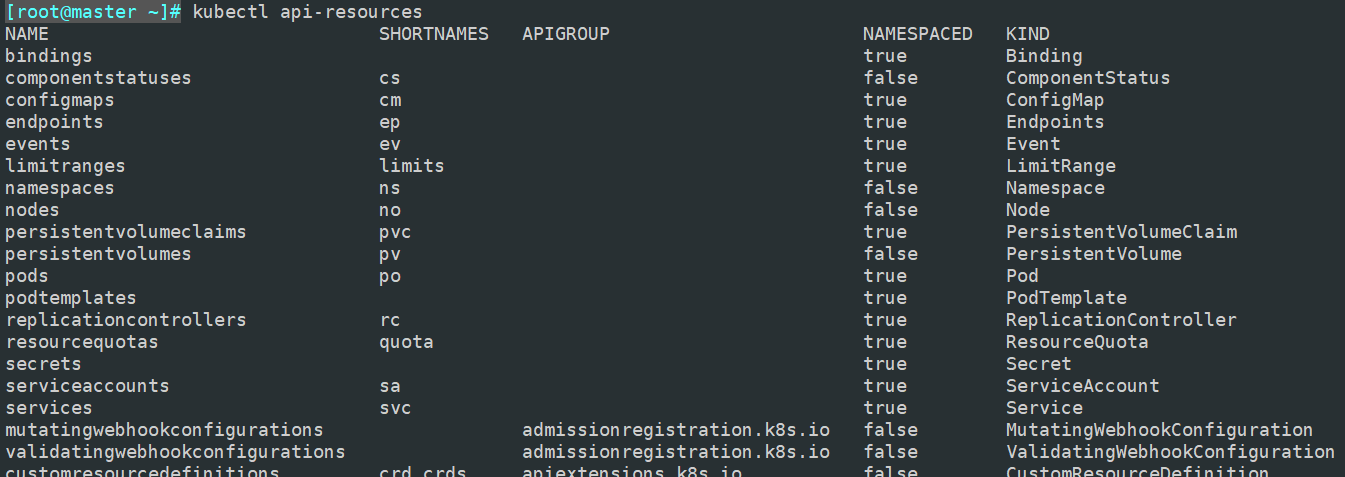 [root@master ~]# kubectl api-resources
NAME SHORTNAMES APIGROUP NAMESPACED KIND
bindings true Binding
componentstatuses cs false ComponentStatus
configmaps cm true ConfigMap
endpoints ep true Endpoints
events ev true Event
limitranges limits true LimitRange
namespaces ns false Namespace
nodes no false Node
persistentvolumeclaims pvc true PersistentVolumeClaim
persistentvolumes pv false PersistentVolume
pods po true Pod
podtemplates true PodTemplate
replicationcontrollers rc true ReplicationController
resourcequotas quota true ResourceQuota
secrets true Secret
serviceaccounts sa true ServiceAccount
services svc true Service
mutatingwebhookconfigurations admissionregistration.k8s.io false MutatingWebhookConfiguration
validatingwebhookconfigurations admissionregistration.k8s.io false ValidatingWebhookConfiguration
customresourcedefinitions crd,crds apiextensions.k8s.io false CustomResourceDefinition